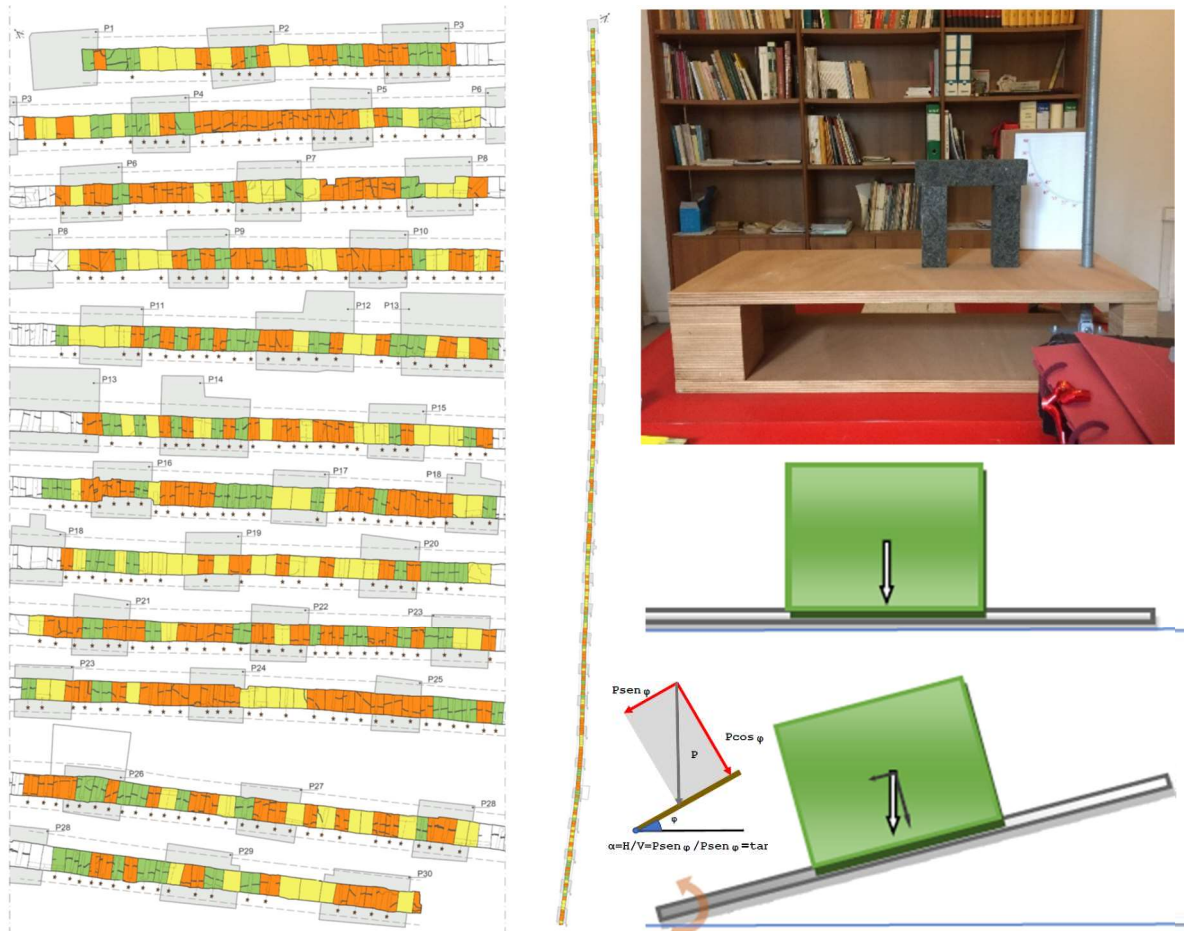 P1 P2 P3
P3 P4 P5 P6
P6 P7 P8
P8 P9 P10
P11 P12 P13
P13 P14 P15
P16 P17 P18
P18 P19 P20
P21 P22 P23
P23 P24 P25
P26 P27 P28
P28 P29 P30
Psen φ
Pcos φ
P
φ
α=H/V=Psen φ/Psen φ=tar